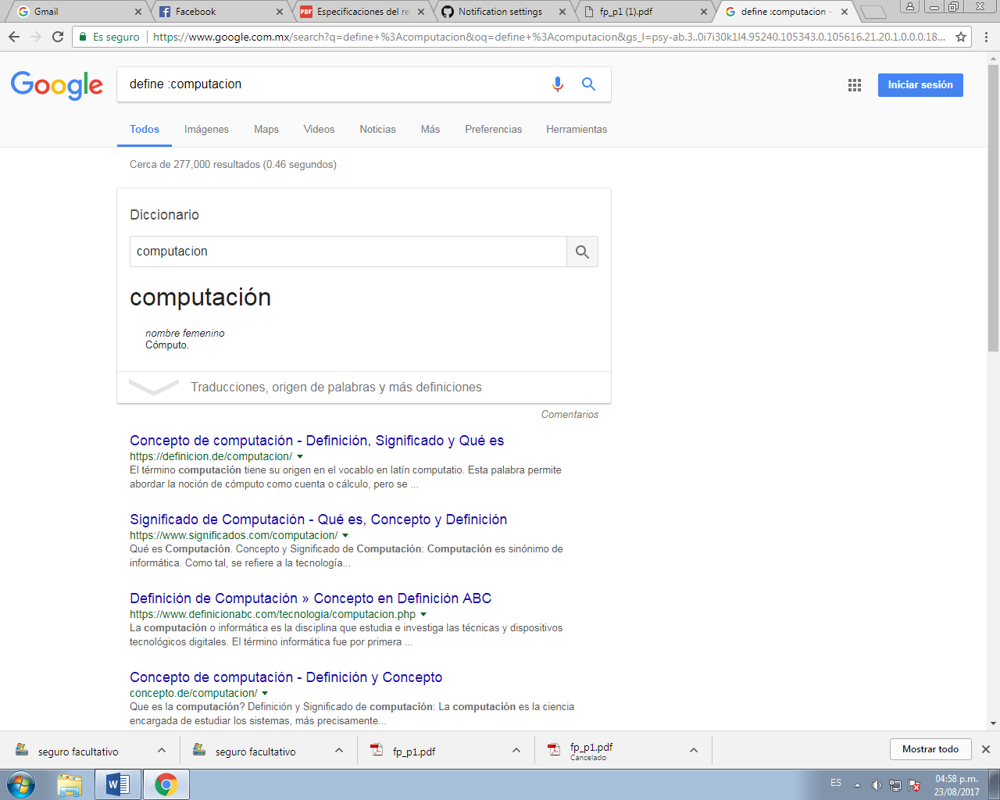 Gmail
Facebook
Especificaciones del re
Notification settings
fp_p1 (1).pdf
define :computacion -
Es seguro
https://www.google.com.mx/search?q=define+%3Acomputacion&oq=define+%3Acomputacion&gs_l=psy-ab.3..0i7i30k1l4.95240.105343.0.105616.21.20.1.0.0.0.18...
Google
define :computacion
Iniciar sesión
Todos
Imágenes
Maps
Videos
Noticias
Más
Preferencias
Herramientas
Cerca de 277,000 resultados (0.46 segundos)
Diccionario
computacion
computación
nombre femenino
Cómputo.
Traducciones, origen de palabras y más definiciones
Comentarios
Concepto de computación - Definición, Significado y Qué es
https://definicion.de/computacion/
El término computación tiene su origen en el vocablo en latín computatio. Esta palabra permite
abordar la noción de cómputo como cuenta o cálculo, pero se ...
Significado de Computación - Qué es, Concepto y Definición
https://www.significados.com/computacion/
Qué es Computación. Concepto y Significado de Computación: Computación es sinónimo de
informática. Como tal, se refiere a la tecnología...
Definición de Computación » Concepto en Definición ABC
https://www.definicionabc.com/tecnologia/computacion.php
La computación o informática es la disciplina que estudia e investiga las técnicas y dispositivos
tecnológicos digitales. El término informática fue por primera ...
Concepto de computación - Definición y Concepto
concepto.de/computacion/
Que es la computación? Definición y Significado de computación: La computación es la ciencia
encargada de estudiar los sistemas, más precisamente...
seguro facultativo
seguro facultativo
fp_p1.pdf
fp_p1.pdf
Cancelado
Mostrar todo
ES
04:58 p.m.
23/08/2017